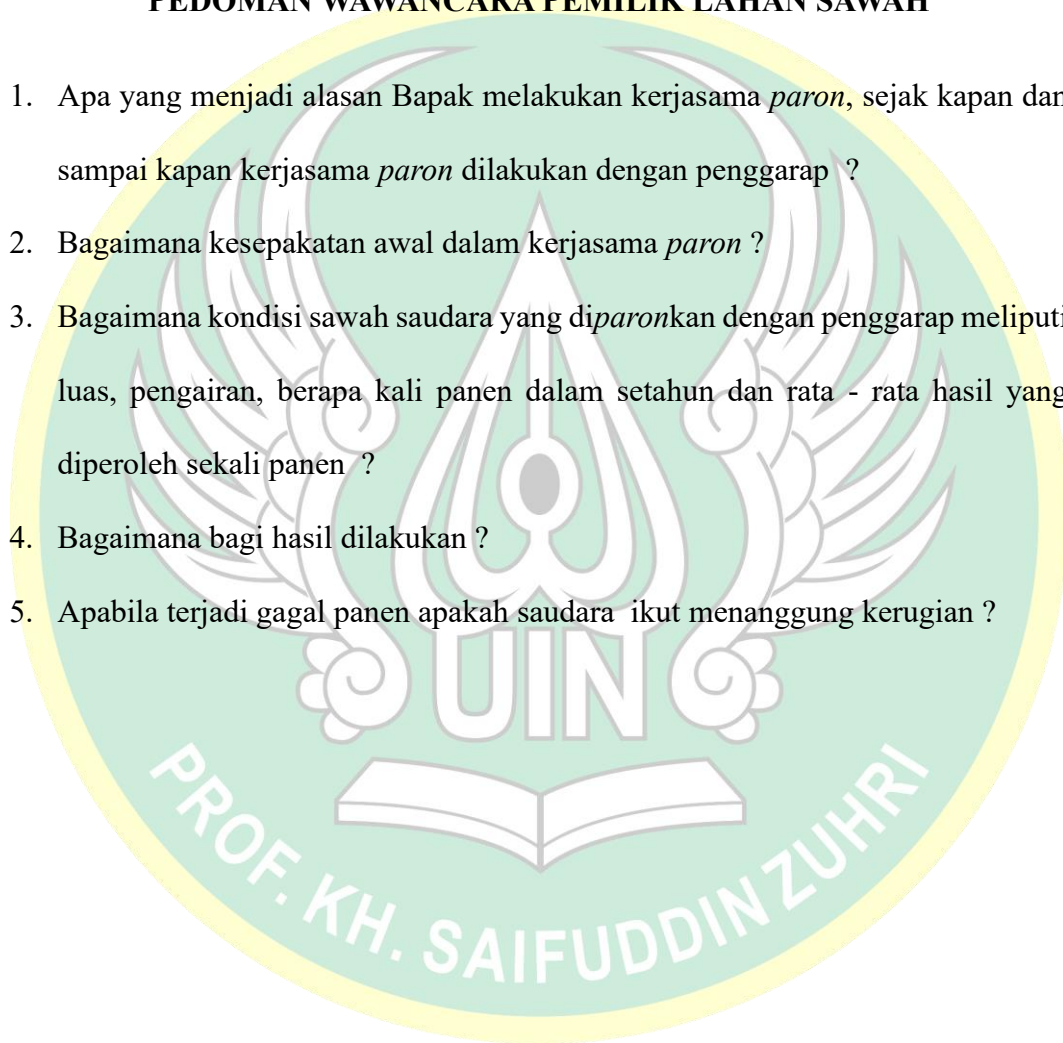 PEDOMAN WAWANCARA PEMILIK LAHAN SAWAH
1. Apa yang menjadi alasan Bapak melakukan kerjasama paron, sejak kapan dan
sampai kapan kerjasama paron dilakukan dengan penggarap ?
2. Bagaimana kesepakatan awal dalam kerjasama paron ?
3. Bagaimana kondisi sawah saudara yang diparonkan dengan penggarap meliputi
luas, pengairan, berapa kali panen dalam setahun dan rata - rata hasil yang
diperoleh sekali panen ?
4. Bagaimana bagi hasil dilakukan ?
5. Apabila terjadi gagal panen apakah saudara ikut menanggung kerugian ?
UIN
PROF. KH. SAIFUDDIN ZUHRI